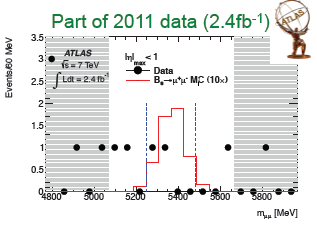 Part of 2011 data (2.4fb-1)
ATLAS
Events/60 MeV
3.5
3
2.5
2
1.5
1
0.5
0
ATLAS
√s = 7 TeV
∫ Ldt = 2.4 fb-1
|η|max < 1
Data
Bs→μ+μ- MC (10×)
4800 5000 5200 5400 5600 5800
mμμ [MeV]